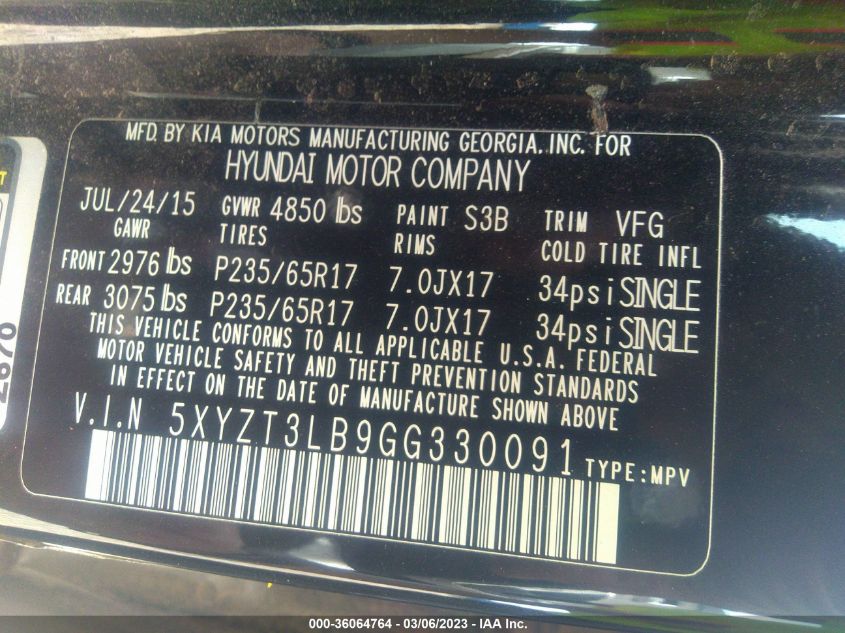 MFD. BY KIA MOTORS MANUFACTURING GEORGIA. INC. FOR
HYUNDAI MOTOR COMPANY
JUL/24/15 GVWR 4850 lbs PAINT S3B TRIM VFG
GAWR TIRES RIMS COLD TIRE INFL
FRONT 2976 lbs P235/65R17 7.0JX17 34psi SINGLE
REAR 3075 lbs P235/65R17 7.0JX17 34psi SINGLE
THIS VEHICLE CONFORMS TO ALL APPLICABLE U.S.A. FEDERAL
MOTOR VEHICLE SAFETY AND THEFT PREVENTION STANDARDS
IN EFFECT ON THE DATE OF MANUFACTURE SHOWN ABOVE
V.I.N 5XYZT3LB9GG330091 TYPE:MPV
000-36064764 / 03/06/2023 - IAA Inc.